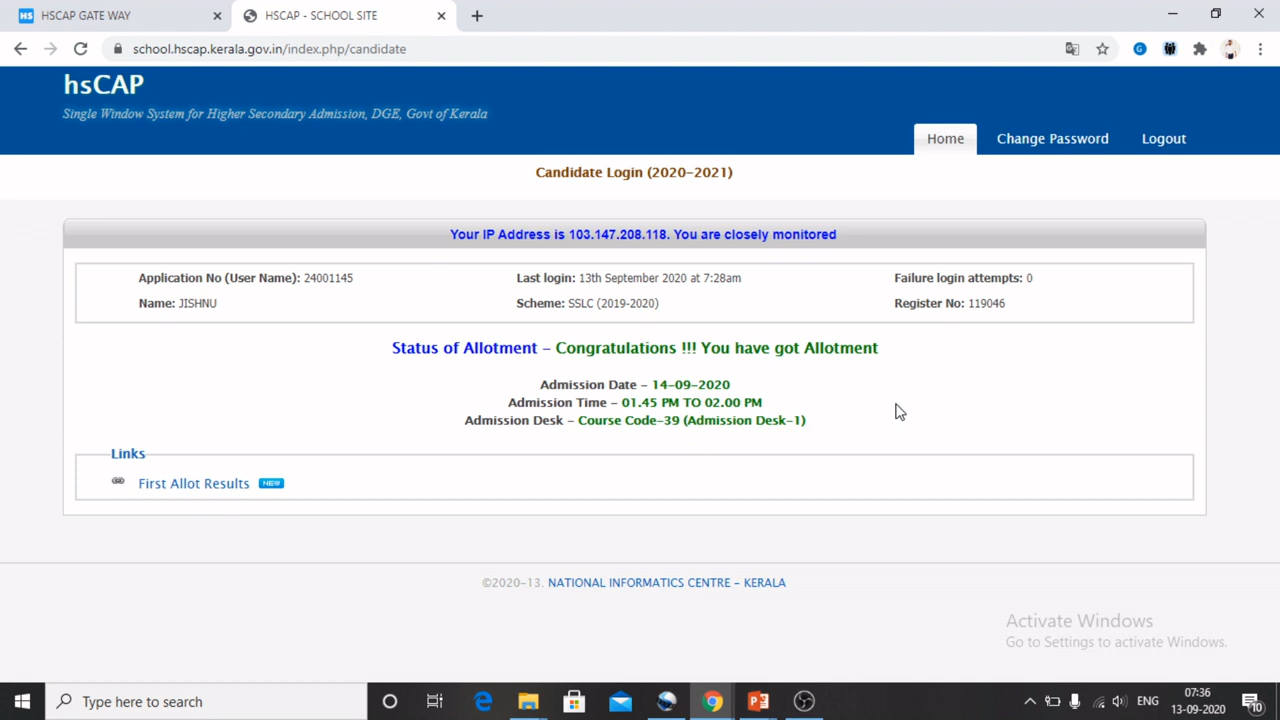 HSCAP GATE WAY
HSCAP - SCHOOL SITE
school.hscap.kerala.gov.in/index.php/candidate
hsCAP
Single Window System for Higher Secondary Admission, DGE, Govt of Kerala
Home Change Password Logout
Candidate Login (2020-2021)
Your IP Address is 103.147.208.118. You are closely monitored
Application No (User Name): 24001145 Last login: 13th September 2020 at 7:28am Failure login attempts: 0
Name: JISHNU Scheme: SSLC (2019-2020) Register No: 119046
Status of Allotment - Congratulations !!! You have got Allotment
Admission Date - 14-09-2020
Admission Time - 01.45 PM TO 02.00 PM
Admission Desk - Course Code-39 (Admission Desk-1)
Links
First Allot Results NEW
©2020-13. NATIONAL INFORMATICS CENTRE - KERALA
Activate Windows
Go to Settings to activate Windows.
Type here to search
ENG
07:36
13-09-2020
10